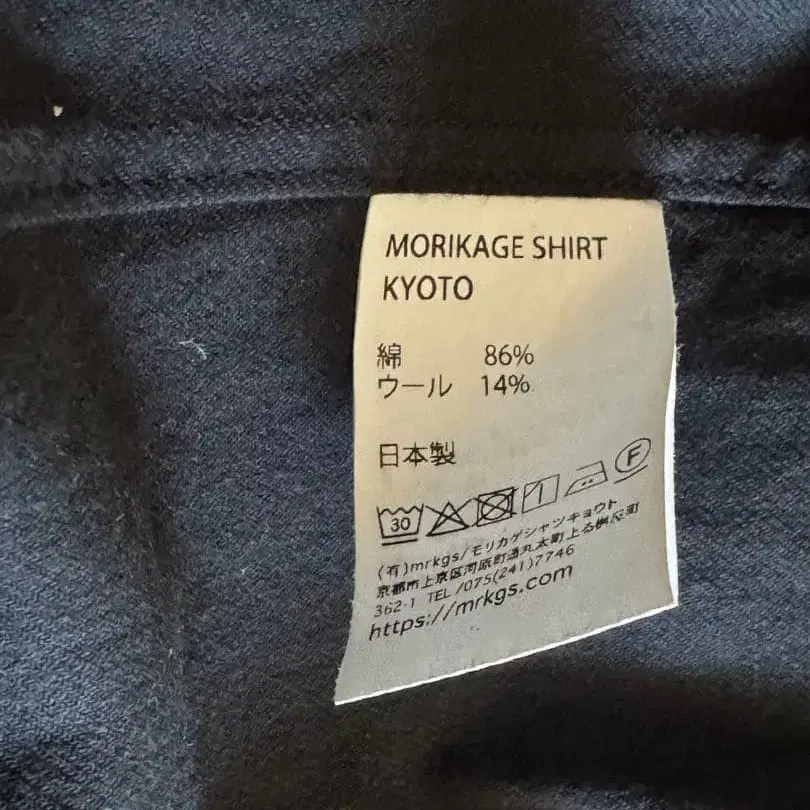 MORIKAGE SHIRT
KYOTO
綿 86%
ウール 14%
日本製
30 F
(有)mrkgs/モリカゲシャツキョウト
京都市上京区河原町通丸太町上る桝屋町
362-1 TEL/075(241)7746
https://mrkgs.com